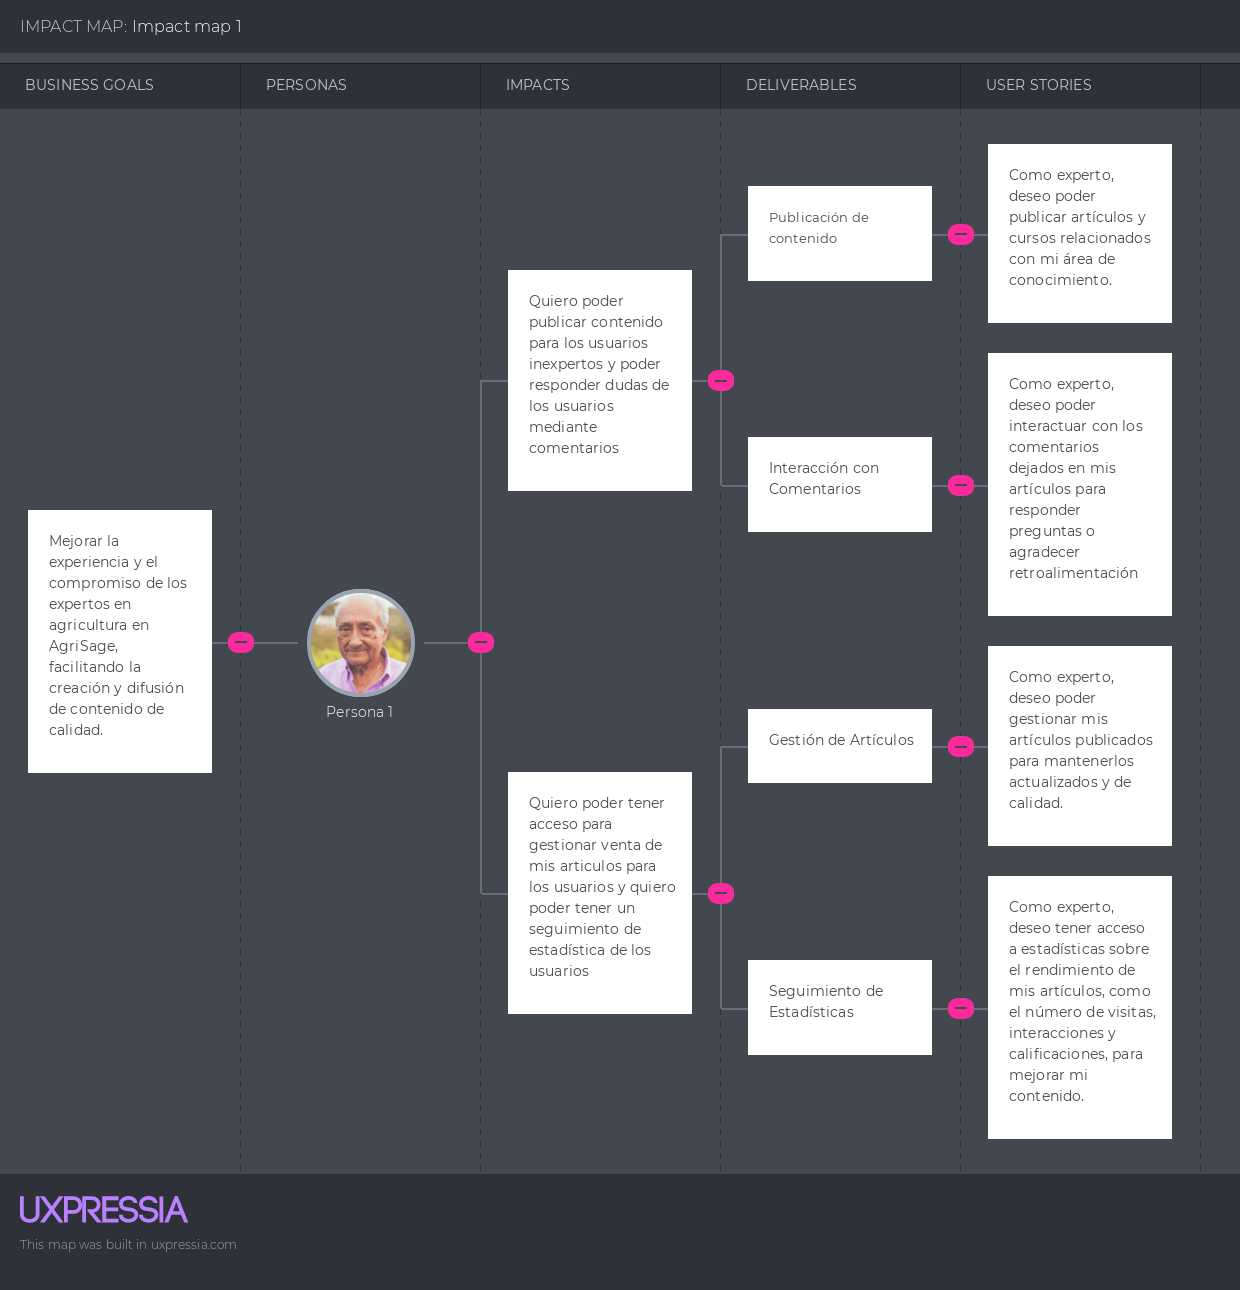 IMPACT MAP: Impact map 1
BUSINESS GOALS
PERSONAS
IMPACTS
DELIVERABLES
USER STORIES
Mejorar la
experiencia y el
compromiso de los
expertos en
agricultura en
AgriSage,
facilitando la
creación y difusión
de contenido de
calidad.
Persona 1
Quiero poder
publicar contenido
para los usuarios
inexpertos y poder
responder dudas de
los usuarios
mediante
comentarios
Publicación de
contenido
Como experto,
deseo poder
publicar artículos y
cursos relacionados
con mi área de
conocimiento.
Interacción con
Comentarios
Como experto,
deseo poder
interactuar con los
comentarios
dejados en mis
artículos para
responder
preguntas o
agradecer
retroalimentación
Quiero poder tener
acceso para
gestionar venta de
mis articulos para
los usuarios y quiero
poder tener un
seguimiento de
estadística de los
usuarios
Gestión de Artículos
Como experto,
deseo poder
gestionar mis
artículos publicados
para mantenerlos
actualizados y de
calidad.
Seguimiento de
Estadísticas
Como experto,
deseo tener acceso
a estadísticas sobre
el rendimiento de
mis artículos, como
el número de visitas,
interacciones y
calificaciones, para
mejorar mi
contenido.
UXPRESSIA
This map was built in uxpressia.com